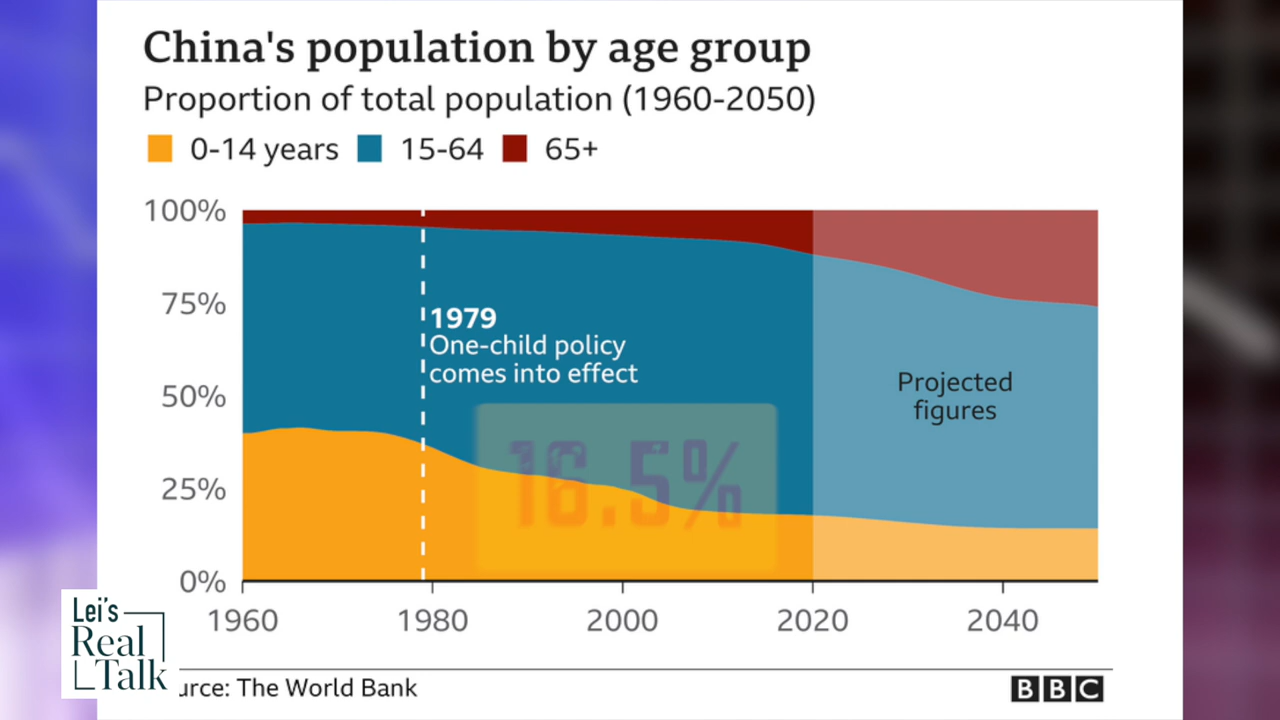 China's population by age group
Proportion of total population (1960-2050)
0-14 years 15-64 65+
100%
75%
50%
25%
0%
1979
One-child policy
comes into effect
Projected
figures
16.5%
1960 1980 2000 2020 2040
Lei's
Real
Talk
urce: The World Bank
BBC